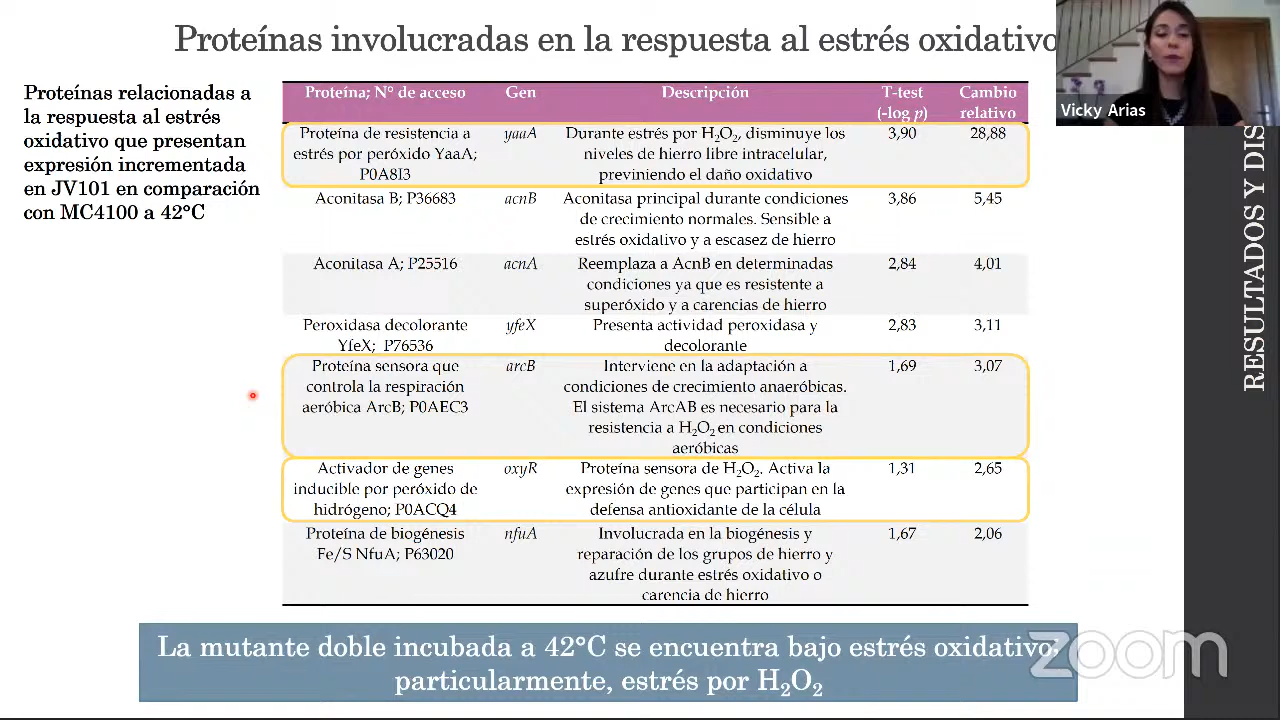 Proteínas involucradas en la respuesta al estrés oxidativo
Vicky Arias
Proteínas relacionadas a
la respuesta al estrés
oxidativo que presentan
expresión incrementada
en JV101 en comparación
con MC4100 a 42°C
Proteína; N° de acceso Gen Descripción T-test (-log p) Cambio relativo
Proteína de resistencia a
estrés por peróxido YaaA;
P0A8I3
yaaA
Durante estrés por H₂O₂, disminuye los
niveles de hierro libre intracelular,
previniendo el daño oxidativo
3,90 28,88
Aconitasa B; P36683
acnB
Aconitasa principal durante condiciones
de crecimiento normales. Sensible a
estrés oxidativo y a escasez de hierro
3,86 5,45
Aconitasa A; P25516
acnA
Reemplaza a AcnB en determinadas
condiciones ya que es resistente a
superóxido y a carencias de hierro
2,84 4,01
Peroxidasa decolorante
YfeX; P76536
yfeX
Presenta actividad peroxidasa y
decolorante
2,83 3,11
Proteína sensora que
controla la respiración
aeróbica ArcB; P0AEC3
arcB
Interviene en la adaptación a
condiciones de crecimiento anaeróbicas.
El sistema ArcAB es necesario para la
resistencia a H₂O₂ en condiciones
aeróbicas
1,69 3,07
Activador de genes
inducible por peróxido de
hidrógeno; P0ACQ4
oxyR
Proteína sensora de H₂O₂. Activa la
expresión de genes que participan en la
defensa antioxidante de la célula
1,31 2,65
Proteína de biogénesis
Fe/S NfuA; P63020
nfuA
Involucrada en la biogénesis y
reparación de los grupos de hierro y
azufre durante estrés oxidativo o
carencia de hierro
1,67 2,06
La mutante doble incubada a 42°C se encuentra bajo estrés oxidativo;
particularmente, estrés por H₂O₂
RESULTADOS Y DIS
zoom